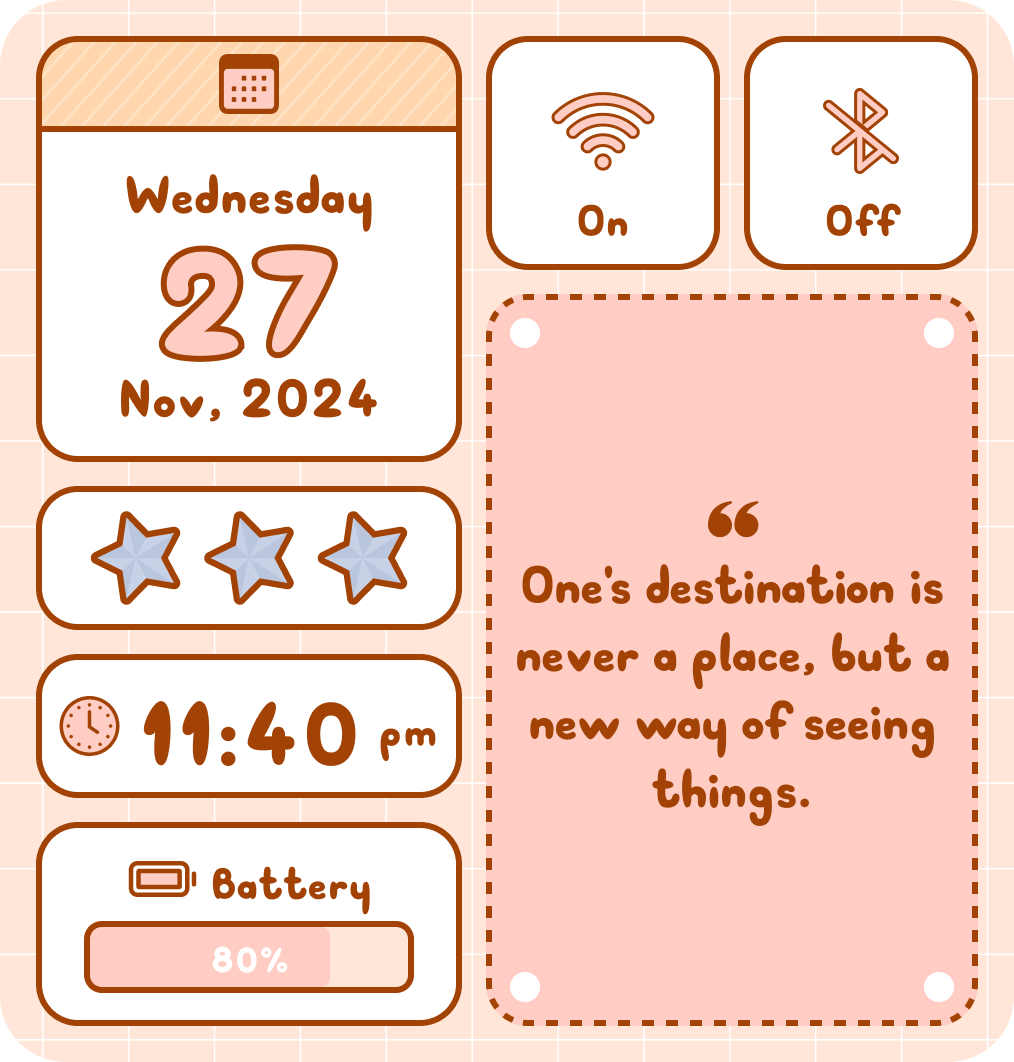 Wednesday
27
Nov, 2024
On
Off
“
One's destination is
never a place, but a
new way of seeing
things.
11:40 pm
Battery
80%